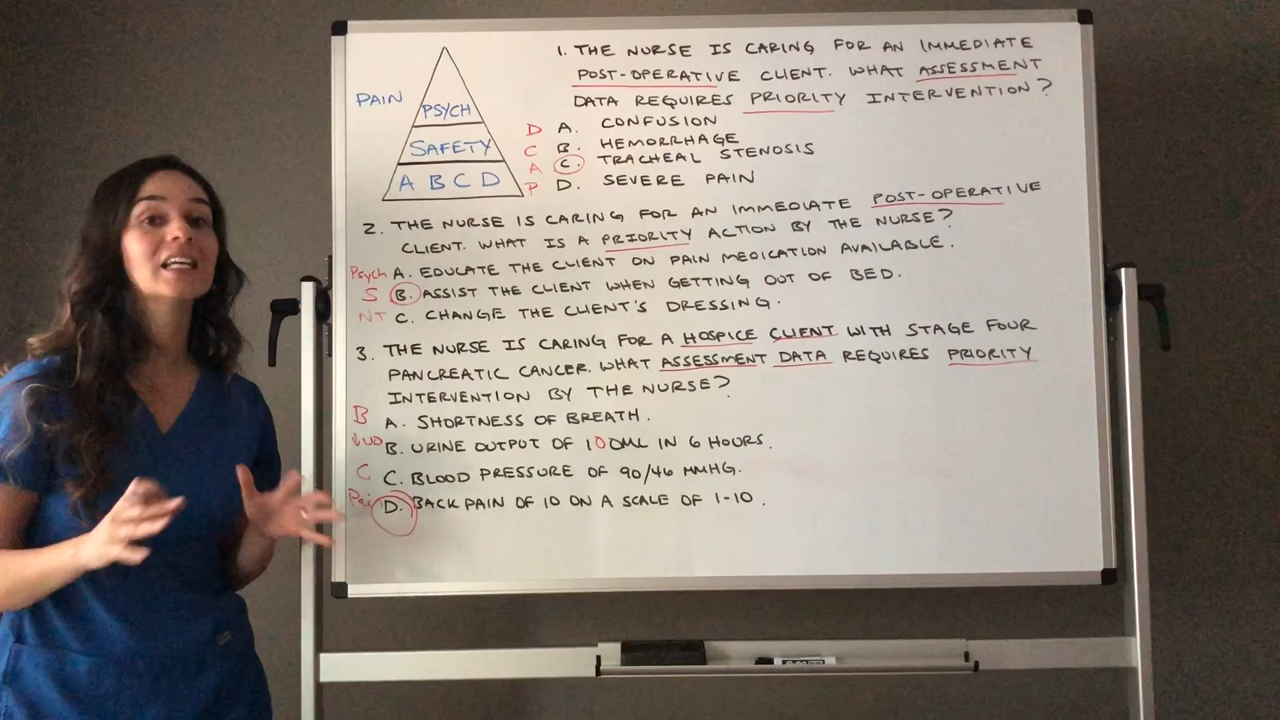 PAIN
PSYCH
SAFETY
A B C D
1. THE NURSE IS CARING FOR AN IMMEDIATE
POST-OPERATIVE CLIENT. WHAT ASSESSMENT
DATA REQUIRES PRIORITY INTERVENTION?
D A. CONFUSION
C B. HEMORRHAGE
A C. TRACHEAL STENOSIS
P D. SEVERE PAIN
2. THE NURSE IS CARING FOR AN IMMEDIATE POST-OPERATIVE
CLIENT. WHAT IS A PRIORITY ACTION BY THE NURSE?
Psych A. EDUCATE THE CLIENT ON PAIN MEDICATION AVAILABLE.
S B. ASSIST THE CLIENT WHEN GETTING OUT OF BED.
NT C. CHANGE THE CLIENT'S DRESSING.
3. THE NURSE IS CARING FOR A HOSPICE CLIENT WITH STAGE FOUR
PANCREATIC CANCER. WHAT ASSESSMENT DATA REQUIRES PRIORITY
INTERVENTION BY THE NURSE?
B A. SHORTNESS OF BREATH.
↓UO B. URINE OUTPUT OF 100ML IN 6 HOURS.
C C. BLOOD PRESSURE OF 90/46 MMHG.
Pain D. BACK PAIN OF 10 ON A SCALE OF 1-10.